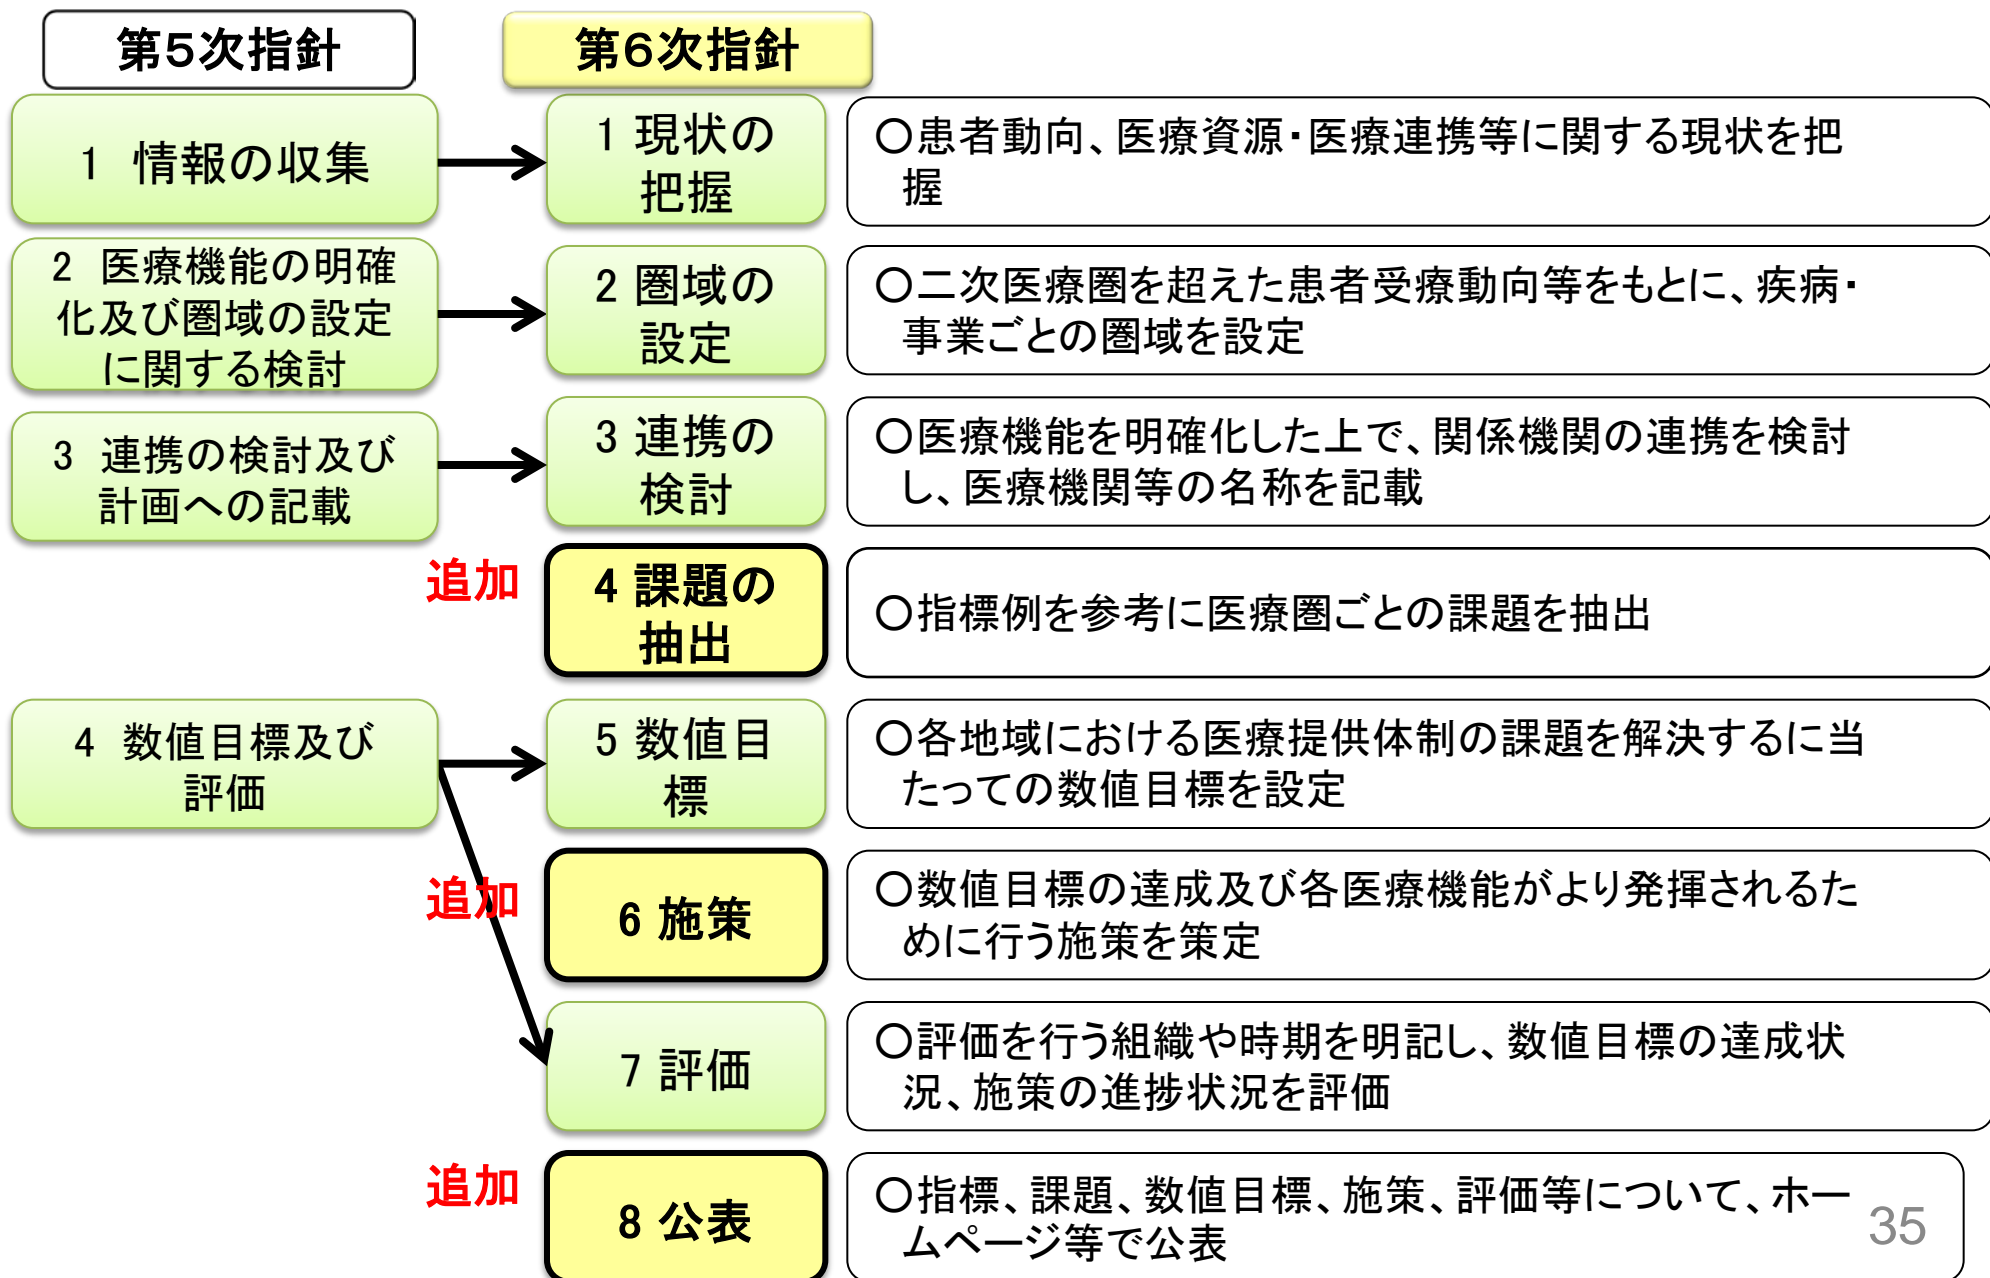 第5次指針
第6次指針
1 情報の収集
1 現状の
把握
○患者動向、医療資源・医療連携等に関する現状を把
握
2 医療機能の明確
化及び圏域の設定
に関する検討
2 圏域の
設定
○二次医療圏を超えた患者受療動向等をもとに、疾病・
事業ごとの圏域を設定
3 連携の検討及び
計画への記載
3 連携の
検討
○医療機能を明確化した上で、関係機関の連携を検討
し、医療機関等の名称を記載
追加
4 課題の
抽出
○指標例を参考に医療圏ごとの課題を抽出
4 数値目標及び
評価
5 数値目
標
○各地域における医療提供体制の課題を解決するに当
たっての数値目標を設定
追加
6 施策
○数値目標の達成及び各医療機能がより発揮されるた
めに行う施策を策定
7 評価
○評価を行う組織や時期を明記し、数値目標の達成状
況、施策の進捗状況を評価
追加
8 公表
○指標、課題、数値目標、施策、評価等について、ホー
ムページ等で公表
35